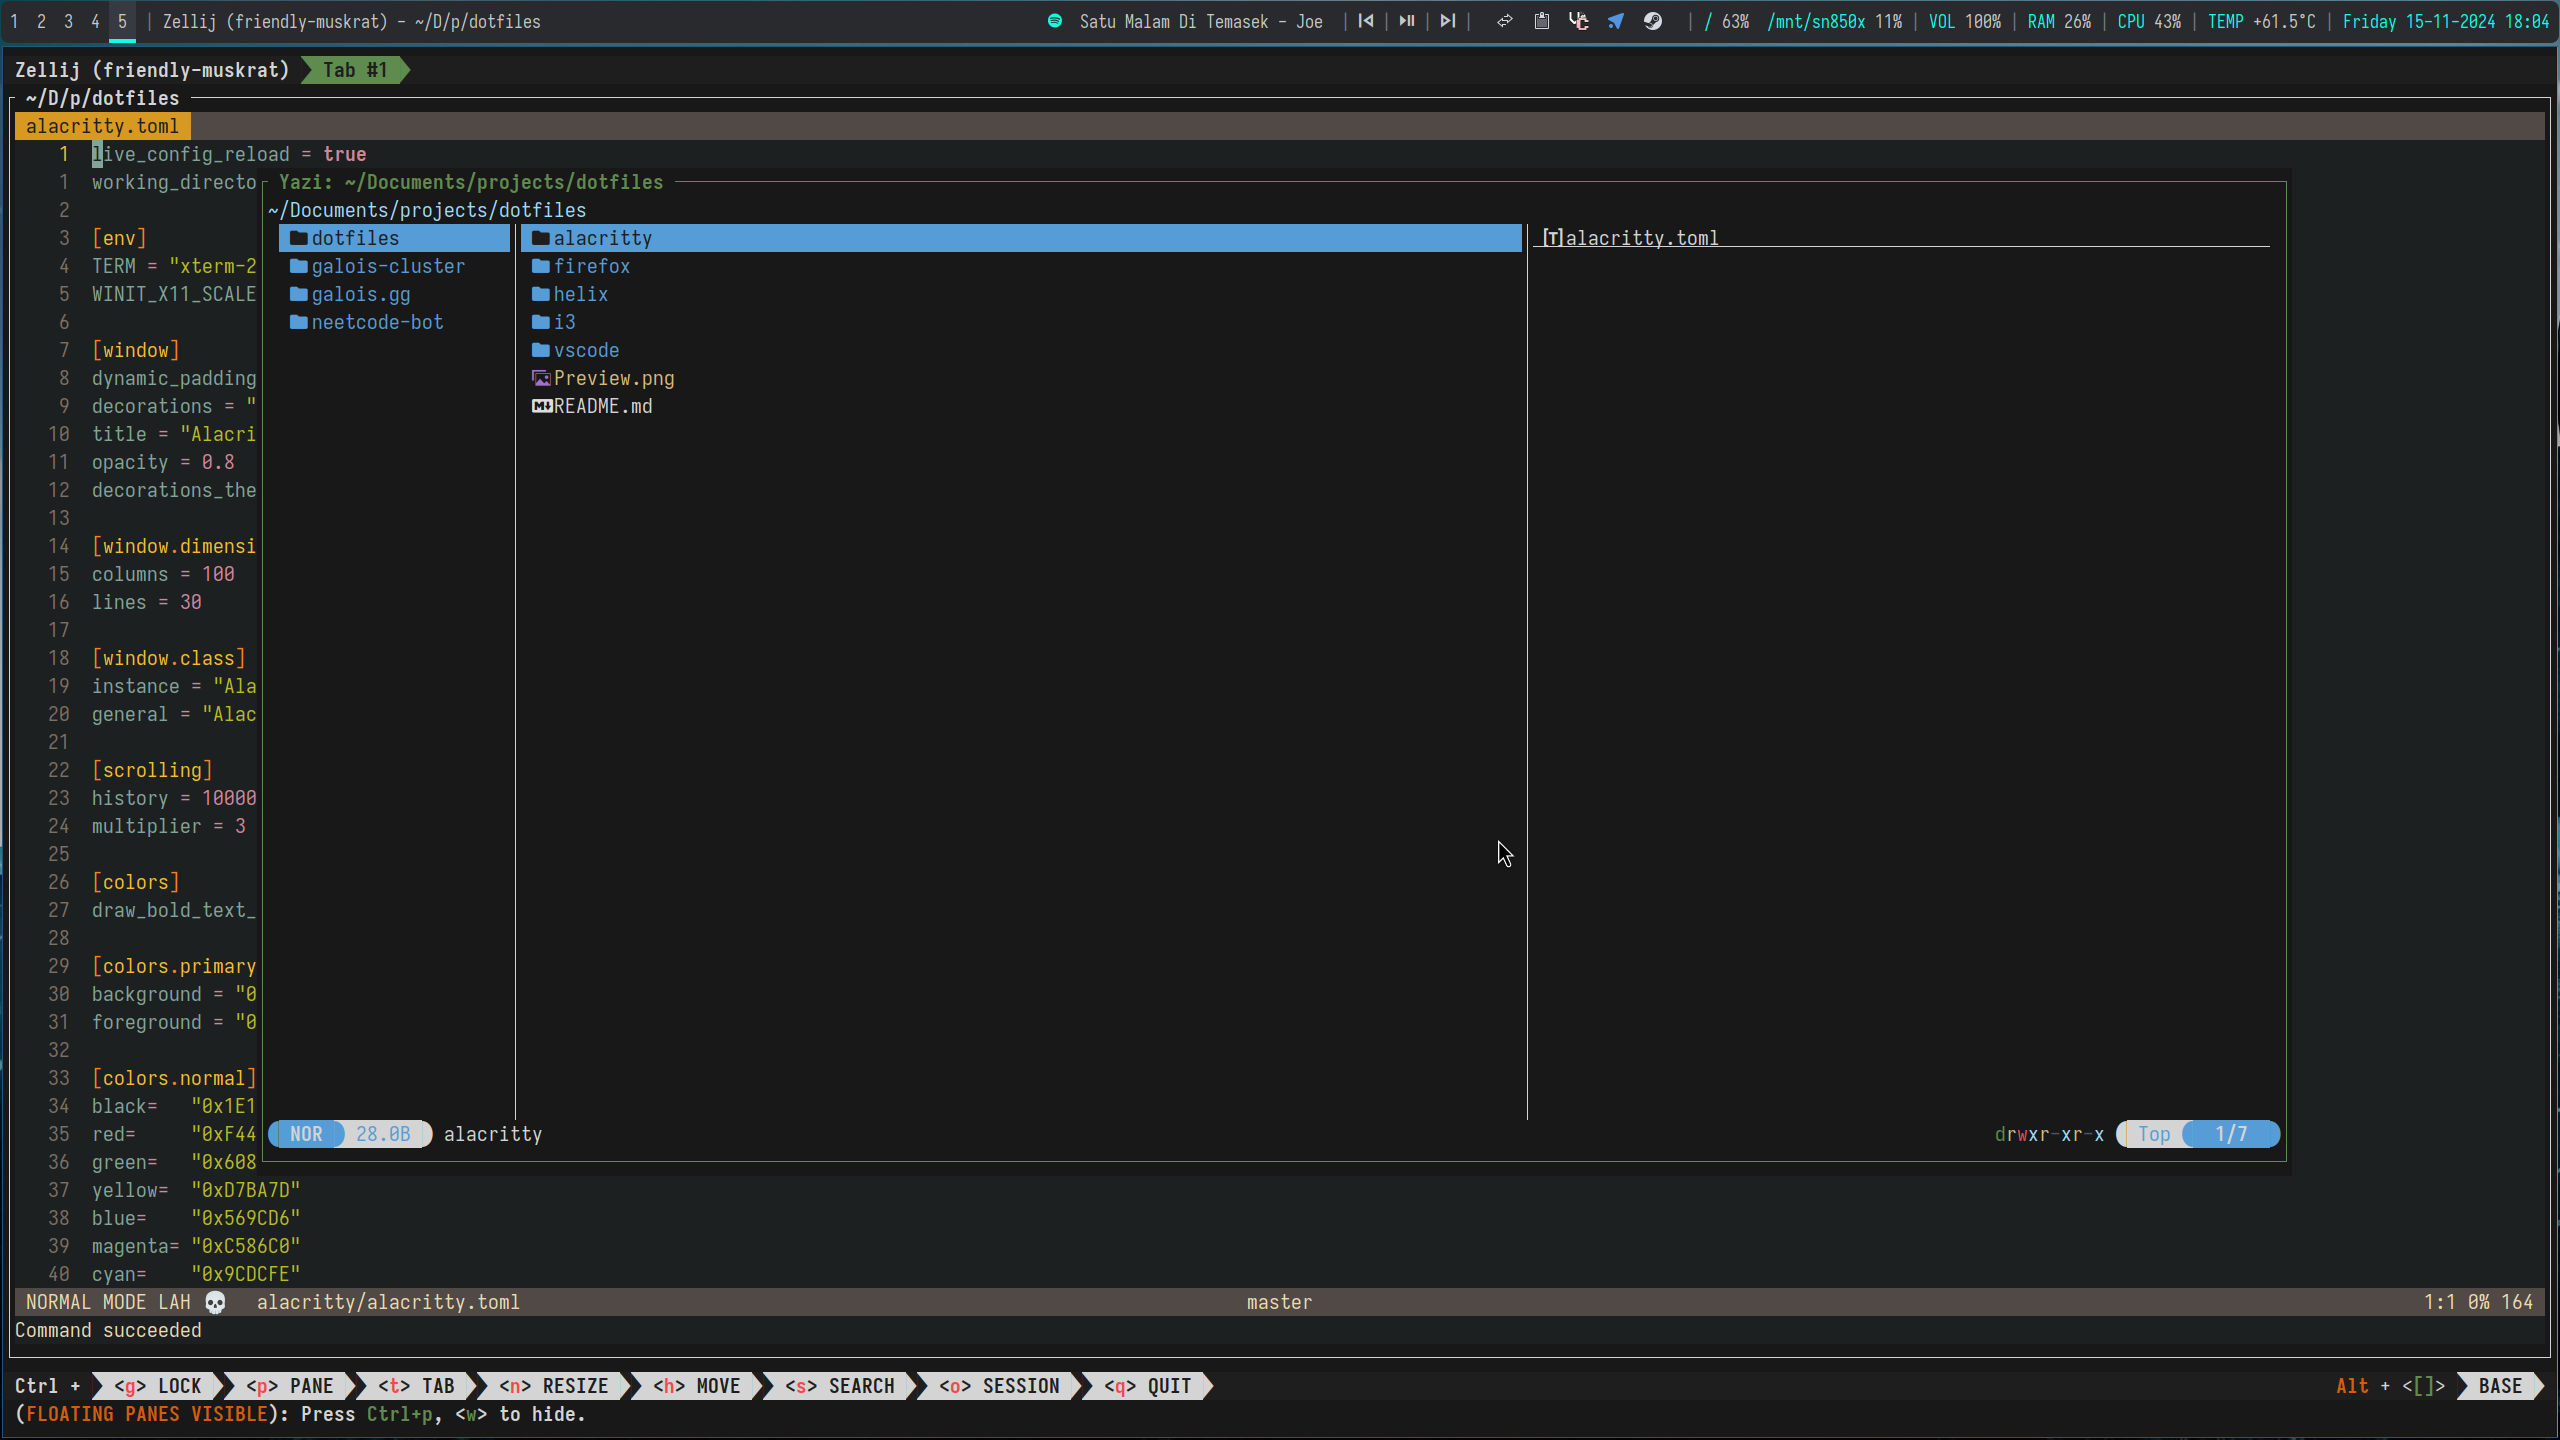 1 2 3 4 5 | Zellij (friendly-muskrat) - ~/D/p/dotfiles
Satu Malam Di Temasek - Joe
/ 63% /mnt/sn850x 11% | VOL 100% | RAM 26% | CPU 43% | TEMP +61.5°C | Friday 15-11-2024 18:04
Zellij (friendly-muskrat) Tab #1
~/D/p/dotfiles
alacritty.toml
1 live_config_reload = true
1 working_directo
2
3 [env]
4 TERM = "xterm-2
5 WINIT_X11_SCALE
6
7 [window]
8 dynamic_padding
9 decorations = "
10 title = "Alacri
11 opacity = 0.8
12 decorations_the
13
14 [window.dimensi
15 columns = 100
16 lines = 30
17
18 [window.class]
19 instance = "Ala
20 general = "Alac
21
22 [scrolling]
23 history = 10000
24 multiplier = 3
25
26 [colors]
27 draw_bold_text_
28
29 [colors.primary
30 background = "0
31 foreground = "0
32
33 [colors.normal]
34 black= "0x1E1
35 red= "0xF44
36 green= "0x608
37 yellow= "0xD7BA7D"
38 blue= "0x569CD6"
39 magenta= "0xC586C0"
40 cyan= "0x9CDCFE"
Yazi: ~/Documents/projects/dotfiles
~/Documents/projects/dotfiles
dotfiles
galois-cluster
galois.gg
neetcode-bot
alacritty
firefox
helix
i3
vscode
Preview.png
README.md
[T]alacritty.toml
NOR 28.0B alacritty
drwxr-xr-x Top 1/7
NORMAL MODE LAH 💀 alacritty/alacritty.toml master 1:1 0% 164
Command succeeded
Ctrl + <g> LOCK <p> PANE <t> TAB <n> RESIZE <h> MOVE <s> SEARCH <o> SESSION <q> QUIT Alt + <[]> BASE
(FLOATING PANES VISIBLE): Press Ctrl+p, <w> to hide.